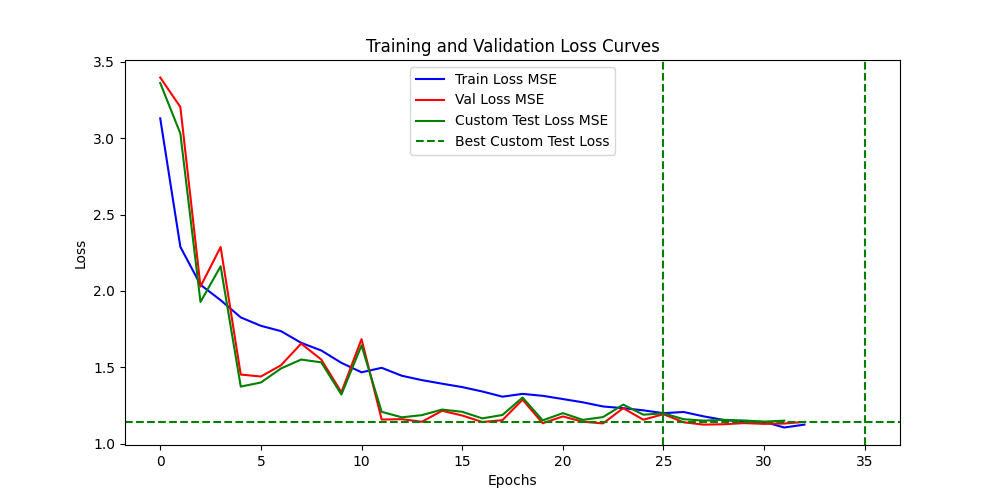 Training and Validation Loss Curves
Train Loss MSE
Val Loss MSE
Custom Test Loss MSE
Best Custom Test Loss
Loss
3.5
3.0
2.5
2.0
1.5
1.0
0
5
10
15
20
25
30
35
Epochs